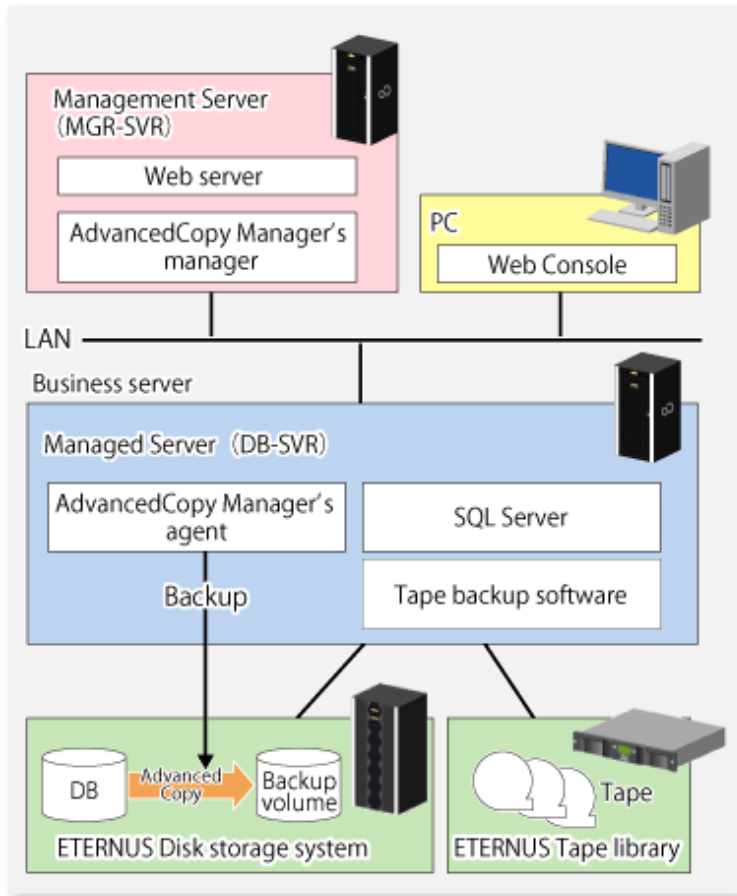 Management Server
(MGR-SVR)
Web server
AdvancedCopy Manager's
manager
PC
Web Console
LAN
Business server
Managed Server (DB-SVR)
AdvancedCopy Manager's
agent
SQL Server
Backup
Tape backup software
DB
Advanced
Copy
Backup
volume
ETERNUS Disk storage system
Tape
ETERNUS Tape library